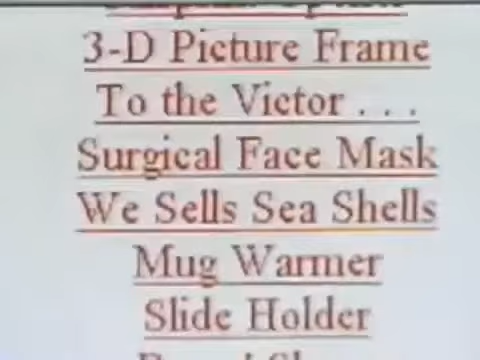 3-D Picture Frame
To the Victor . . .
Surgical Face Mask
We Sells Sea Shells
Mug Warmer
Slide Holder